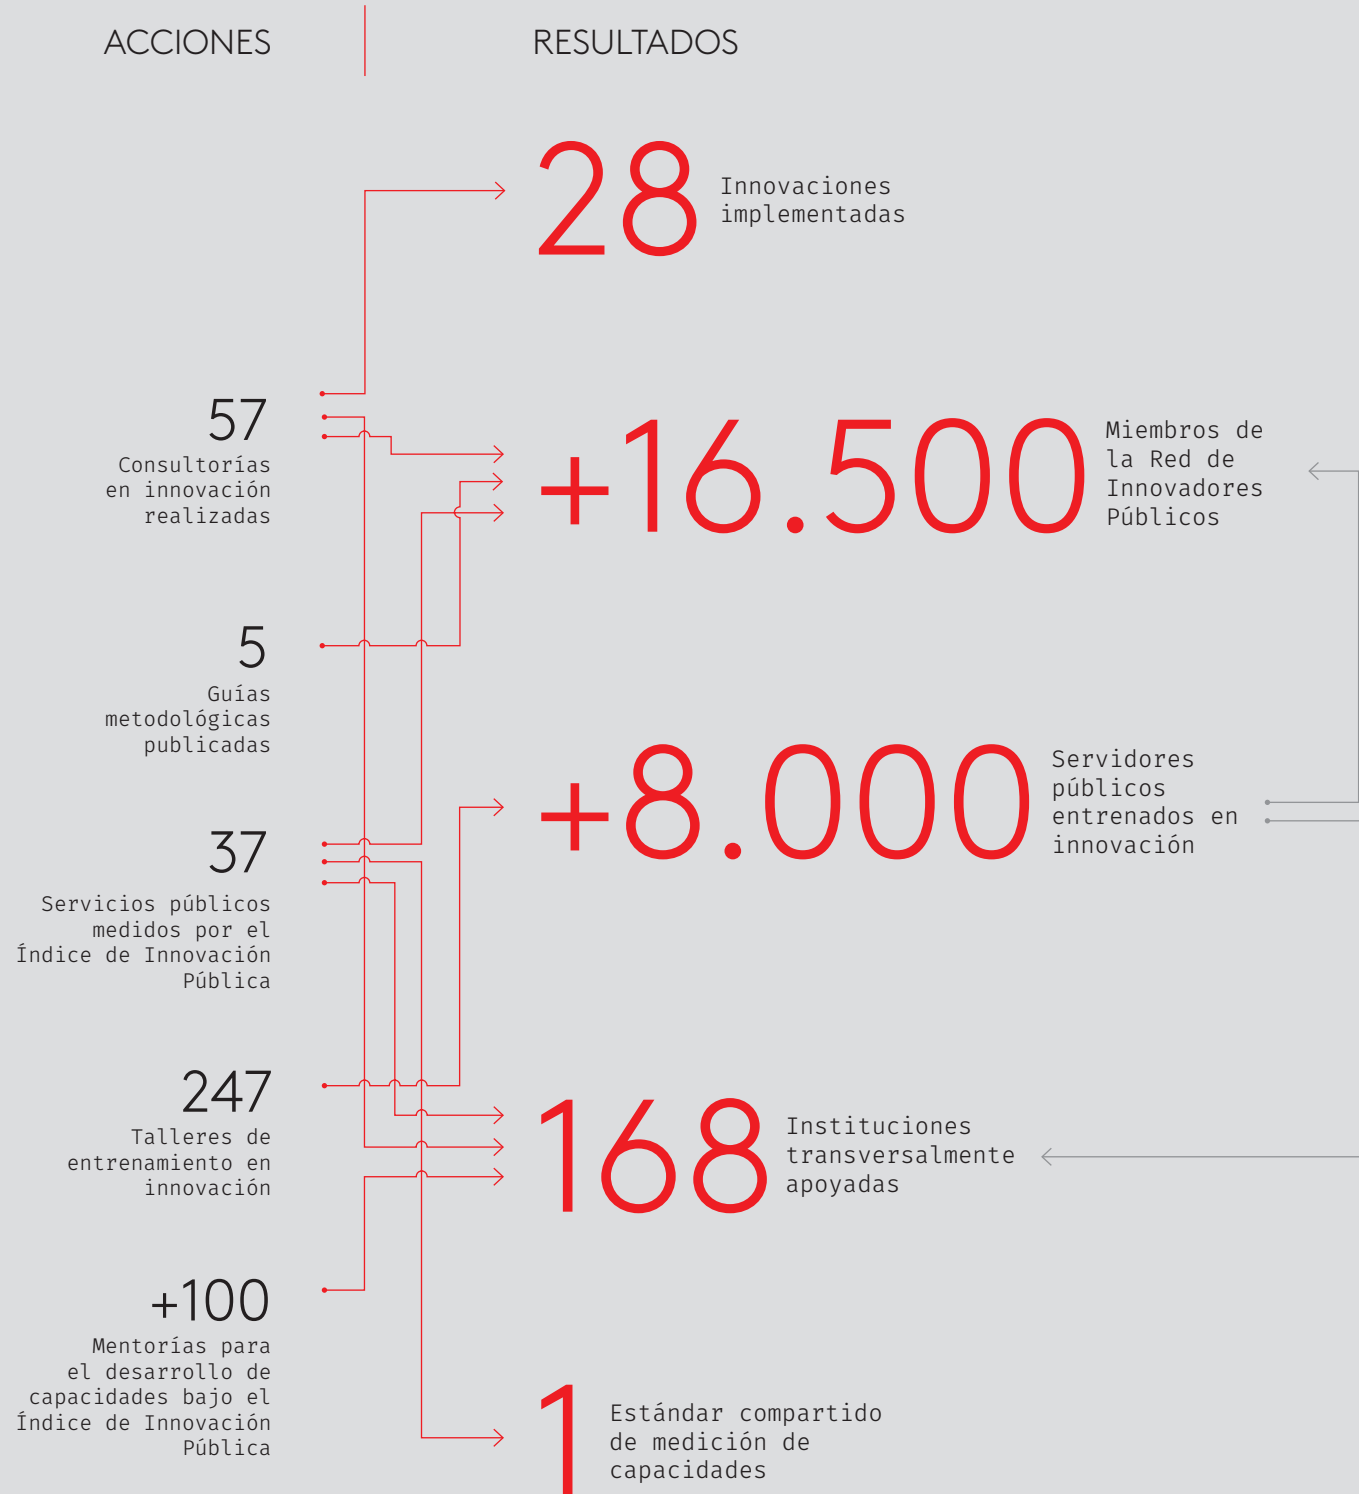 ACCIONES
RESULTADOS
28
Innovaciones
implementadas
57
Consultorías
en innovación
realizadas
+16.500
Miembros de
la Red de
Innovadores
Públicos
5
Guías
metodológicas
publicadas
+8.000
Servidores
públicos
entrenados en
innovación
37
Servicios públicos
medidos por el
Índice de Innovación
Pública
247
Talleres de
entrenamiento en
innovación
168
Instituciones
transversalmente
apoyadas
+100
Mentorías para
el desarrollo de
capacidades bajo el
Índice de Innovación
Pública
1
Estándar compartido
de medición de
capacidades